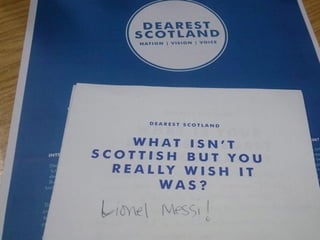 DEAREST
SCOTLAND
NATION | VISION | VOICE
DEAREST SCOTLAND
WHAT ISN'T
SCOTTISH BUT YOU
REALLY WISH IT
WAS?
Lionel Messi!